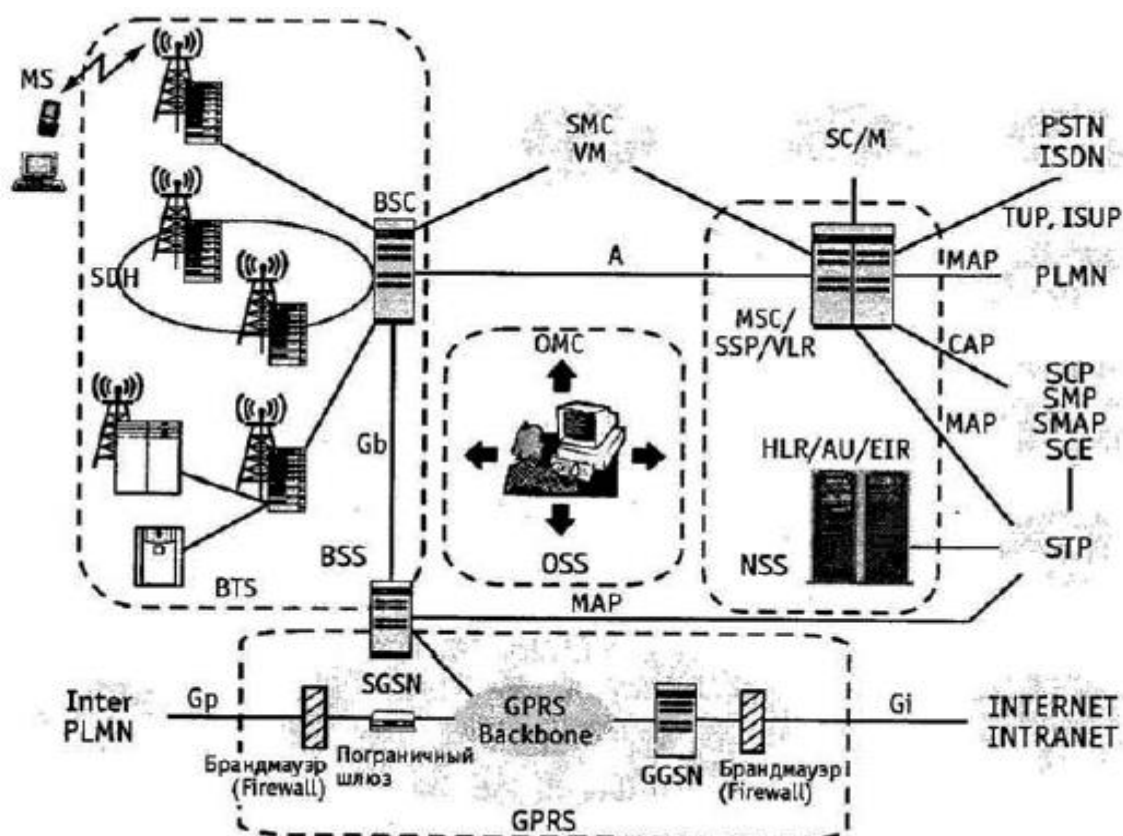 MS
SMC
VM
SC/M
PSTN
ISDN
BSC
TUP, ISUP
SDH
A
MAP
PLMN
MSC/
SSP/VLR
OMC
CAP
SCP
SMP
SMAP
SCE
MAP
Gb
HLR/AU/EIR
BSS
OSS
NSS
STP
BTS
MAP
SGSN
Inter
PLMN
Gp
GPRS
Backbone
Gi
INTERNET
INTRANET
Брандмауэр
(Firewall)
Пограничный
шлюз
GGSN
Брандмауэр
(Firewall)
GPRS